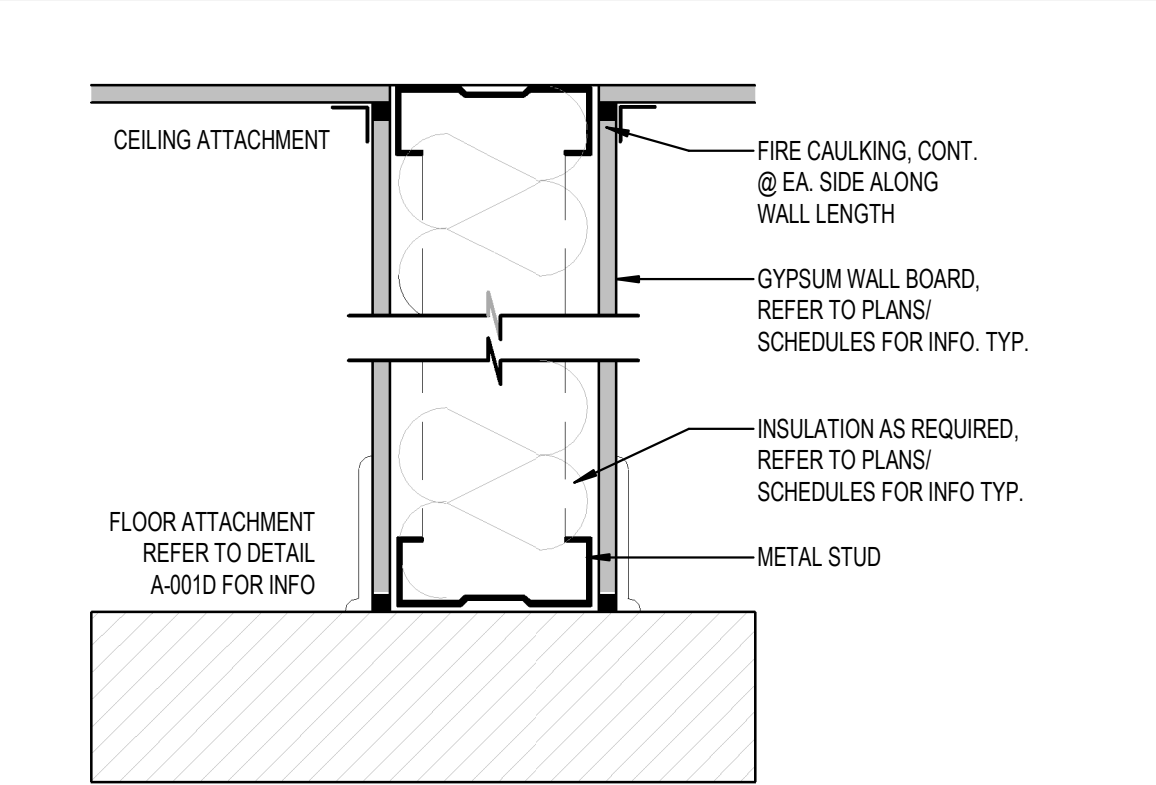 CEILING ATTACHMENT
FIRE CAULKING, CONT.
@ EA. SIDE ALONG
WALL LENGTH
GYPSUM WALL BOARD,
REFER TO PLANS/
SCHEDULES FOR INFO. TYP.
INSULATION AS REQUIRED,
REFER TO PLANS/
SCHEDULES FOR INFO TYP.
FLOOR ATTACHMENT
REFER TO DETAIL
A-001D FOR INFO
METAL STUD